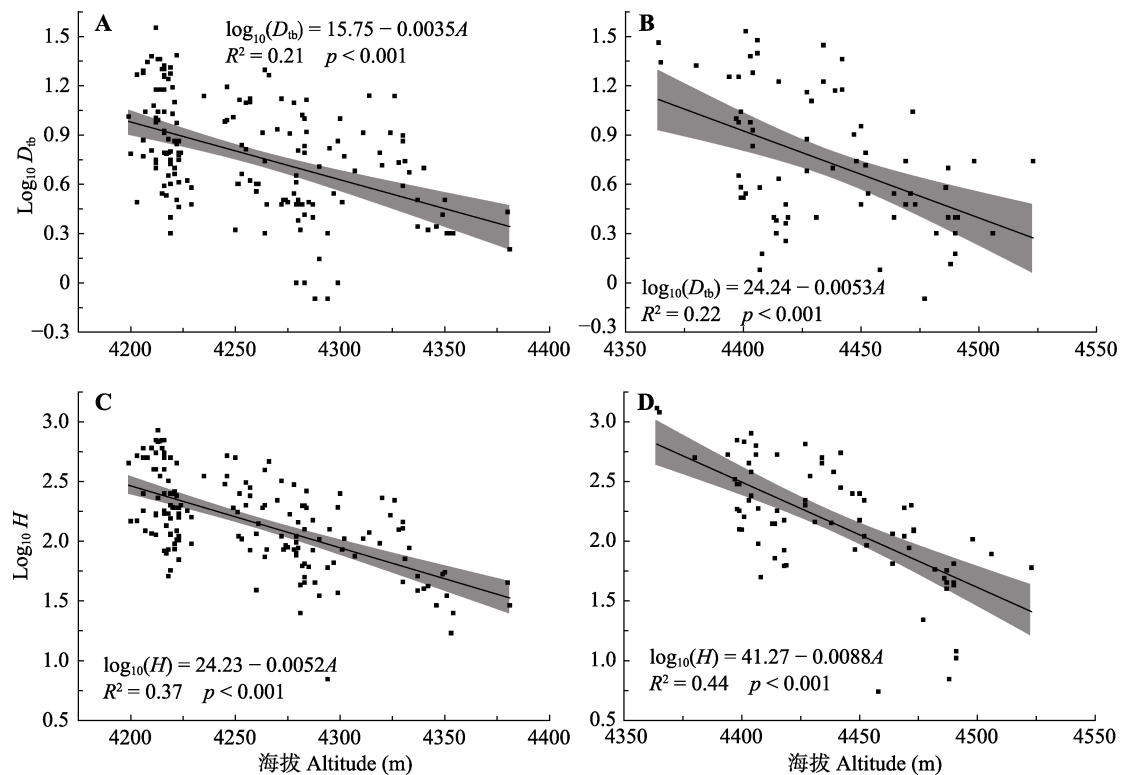 A
log₁₀(D_tb) = 15.75 − 0.0035A
R² = 0.21 p < 0.001
Log₁₀ D_tb
1.5
1.2
0.9
0.6
0.3
0
−0.3
4200 4250 4300 4350 4400
B
1.5
1.2
0.9
0.6
0.3
0
−0.3
log₁₀(D_tb) = 24.24 − 0.0053A
R² = 0.22 p < 0.001
4350 4400 4450 4500 4550
C
Log₁₀ H
3.0
2.5
2.0
1.5
1.0
0.5
log₁₀(H) = 24.23 − 0.0052A
R² = 0.37 p < 0.001
4200 4250 4300 4350 4400
海拔 Altitude (m)
D
3.0
2.5
2.0
1.5
1.0
0.5
log₁₀(H) = 41.27 − 0.0088A
R² = 0.44 p < 0.001
4350 4400 4450 4500 4550
海拔 Altitude (m)